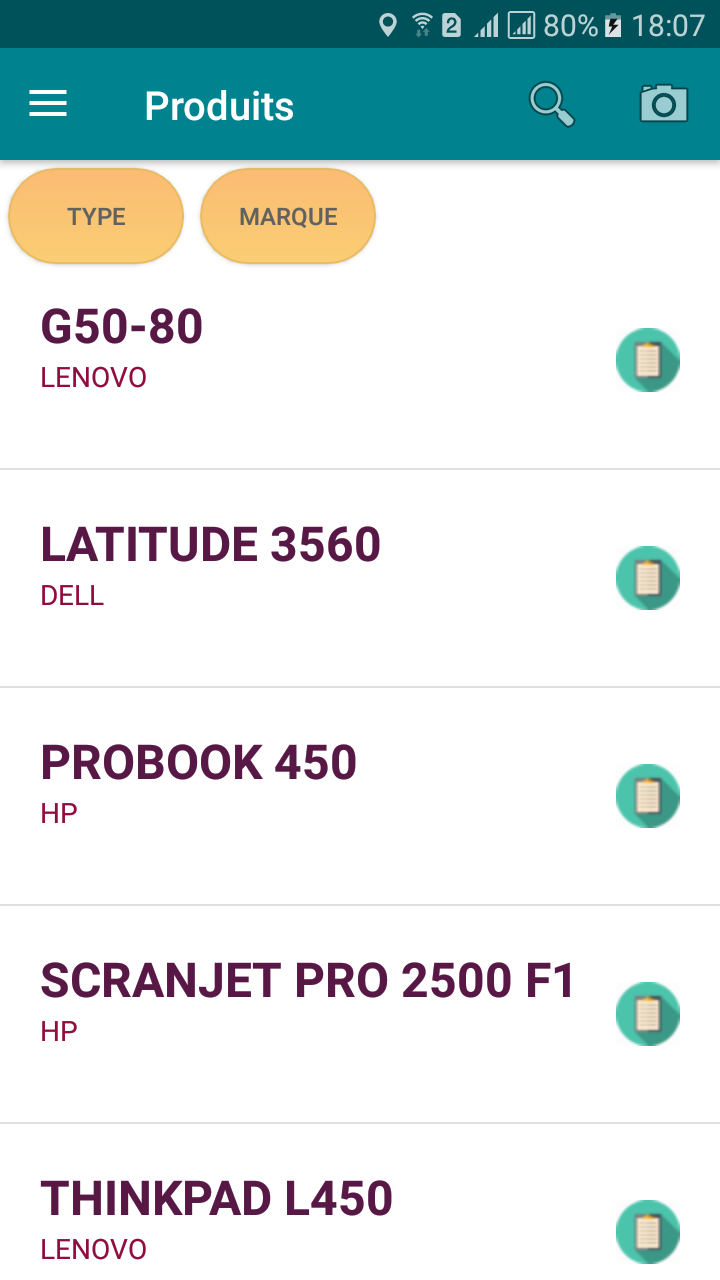 2 80% 18:07
Produits
TYPE MARQUE
G50-80
LENOVO
LATITUDE 3560
DELL
PROBOOK 450
HP
SCRANJET PRO 2500 F1
HP
THINKPAD L450
LENOVO